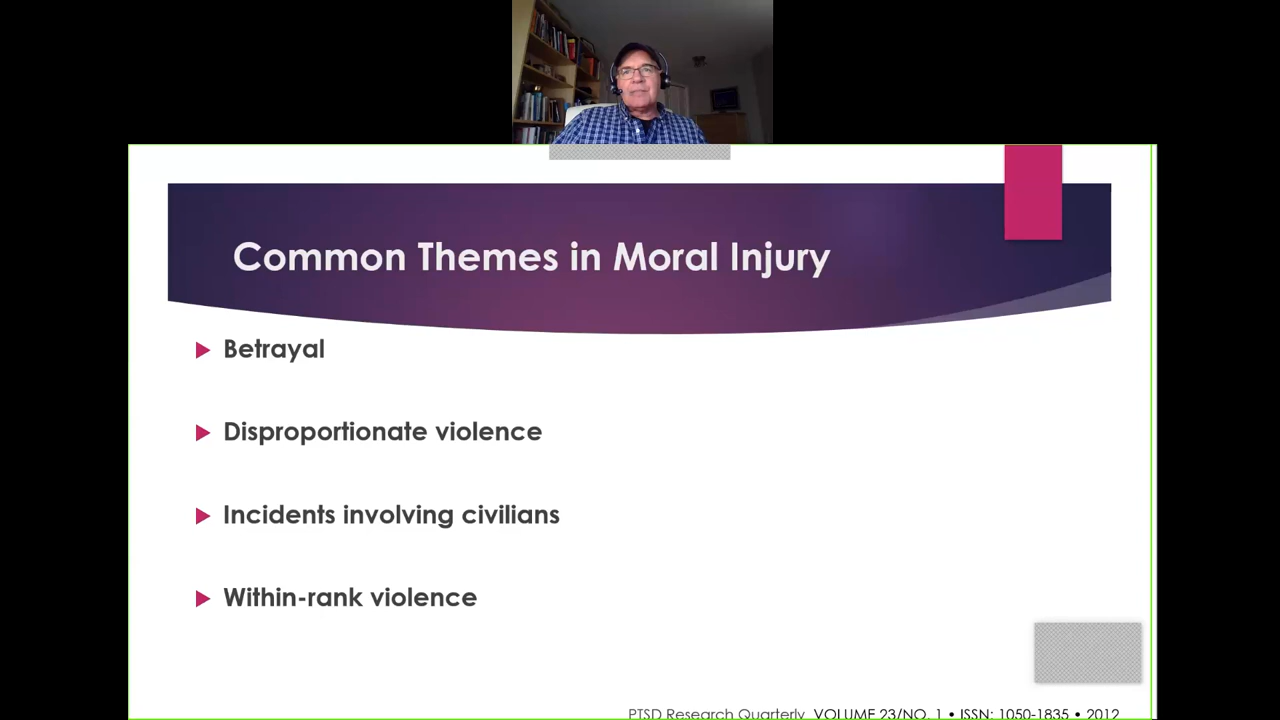 Common Themes in Moral Injury
Betrayal
Disproportionate violence
Incidents involving civilians
Within-rank violence
PTSD Research Quarterly VOLUME 23/NO. 1 • ISSN: 1050-1835 • 2012